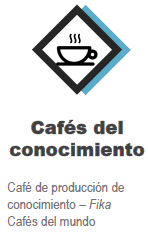 Cafés del
conocimiento
Café de producción de
conocimiento – Fika
Cafés del mundo